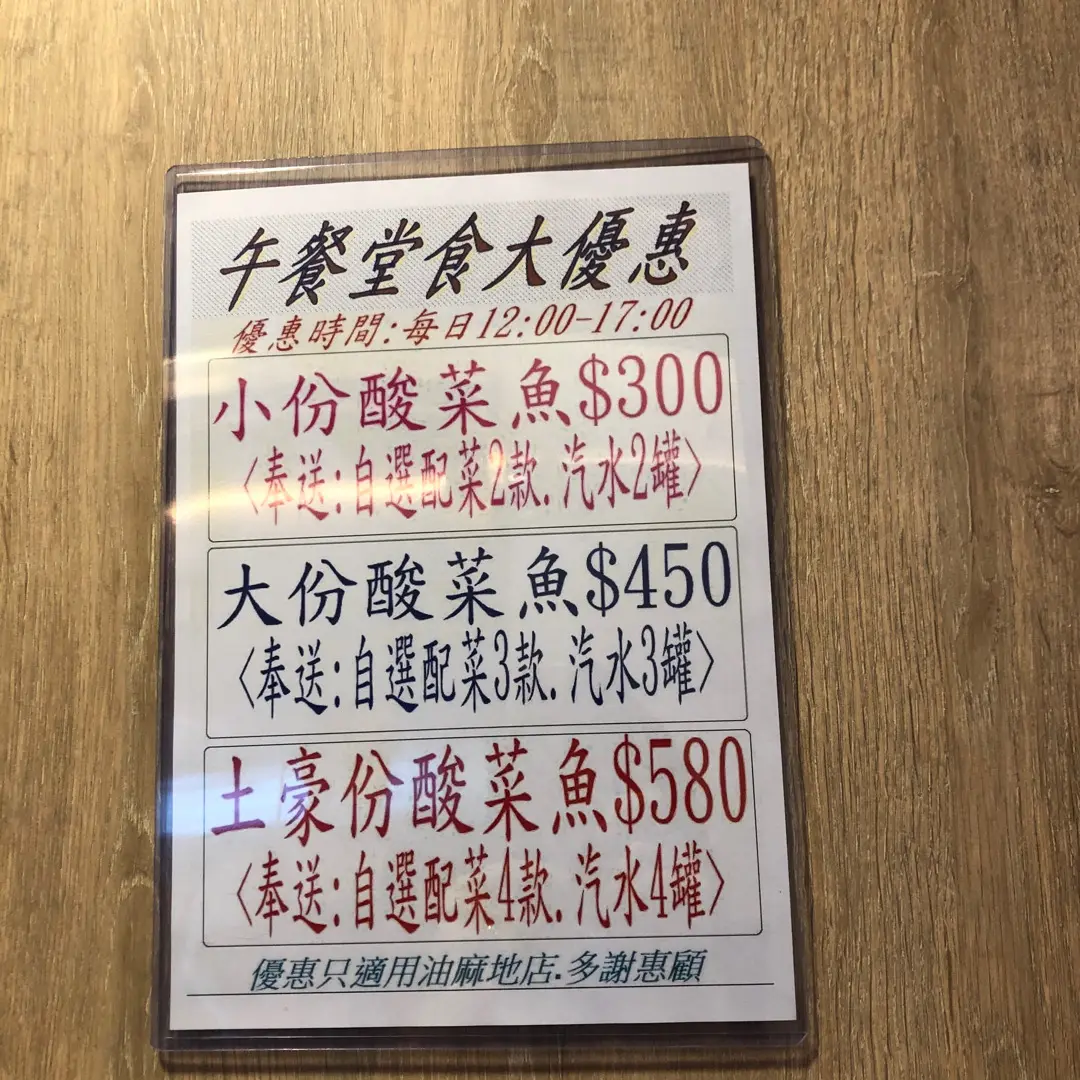 午餐堂食大優惠
優惠時間:每日12:00-17:00
小份酸菜魚$300
〈奉送:自選配菜2款.汽水2罐〉
大份酸菜魚$450
〈奉送:自選配菜3款.汽水3罐〉
土豪份酸菜魚$580
〈奉送:自選配菜4款.汽水4罐〉
優惠只適用油麻地店.多謝惠顧